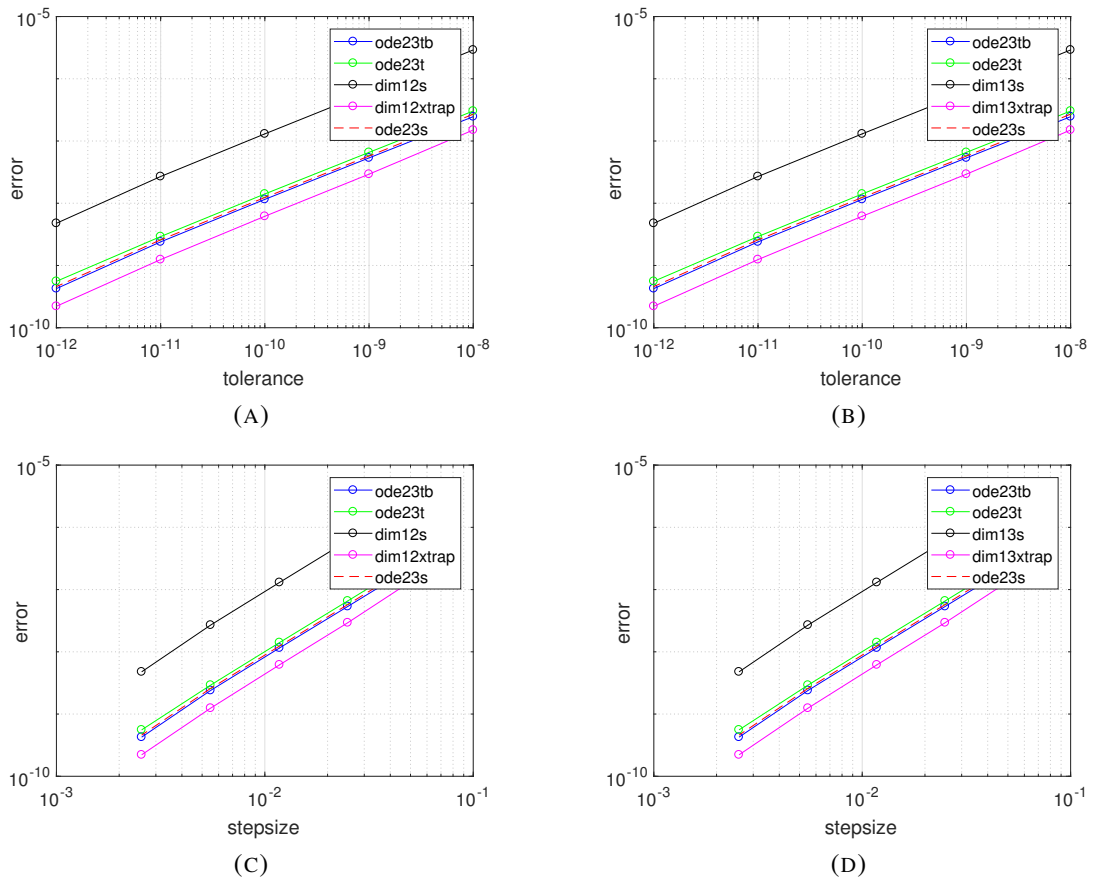 10-5
ode23tb
ode23t
dim12s
dim12xtrap
ode23s
error
10-10
10-12 10-11 10-10 10-9 10-8
tolerance
(A)
10-5
ode23tb
ode23t
dim13s
dim13xtrap
ode23s
error
10-10
10-12 10-11 10-10 10-9 10-8
tolerance
(B)
10-5
ode23tb
ode23t
dim12s
dim12xtrap
ode23s
error
10-10
10-3 10-2 10-1
stepsize
(C)
10-5
ode23tb
ode23t
dim13s
dim13xtrap
ode23s
error
10-10
10-3 10-2 10-1
stepsize
(D)